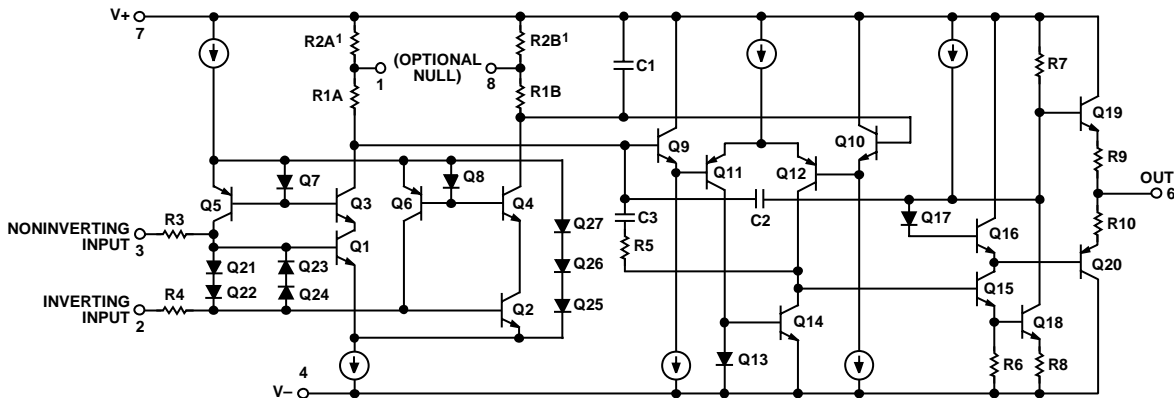 V+
7
R2A¹
R2B¹
(OPTIONAL
NULL)
1
8
C1
R7
R1A
R1B
Q19
Q9
Q10
Q11
Q12
R9
Q7
Q8
Q5
Q3
Q6
Q4
OUT
6
C3
C2
Q17
R10
R3
NONINVERTING
INPUT
3
Q27
Q16
R5
Q1
Q20
Q21
Q23
Q26
Q22
Q24
Q15
R4
INVERTING
INPUT
2
Q25
Q2
Q14
Q18
Q13
R6
R8
4
V–